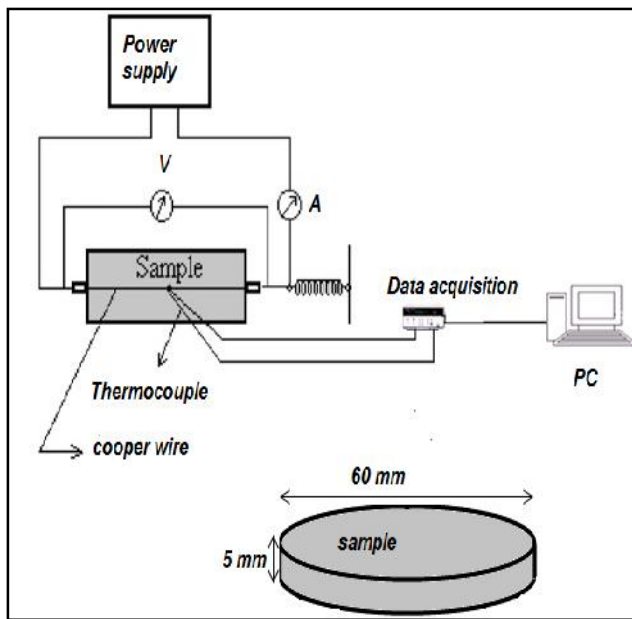 Power
supply
V
A
Sample
Data acquisition
Thermocouple
PC
cooper wire
60 mm
sample
5 mm